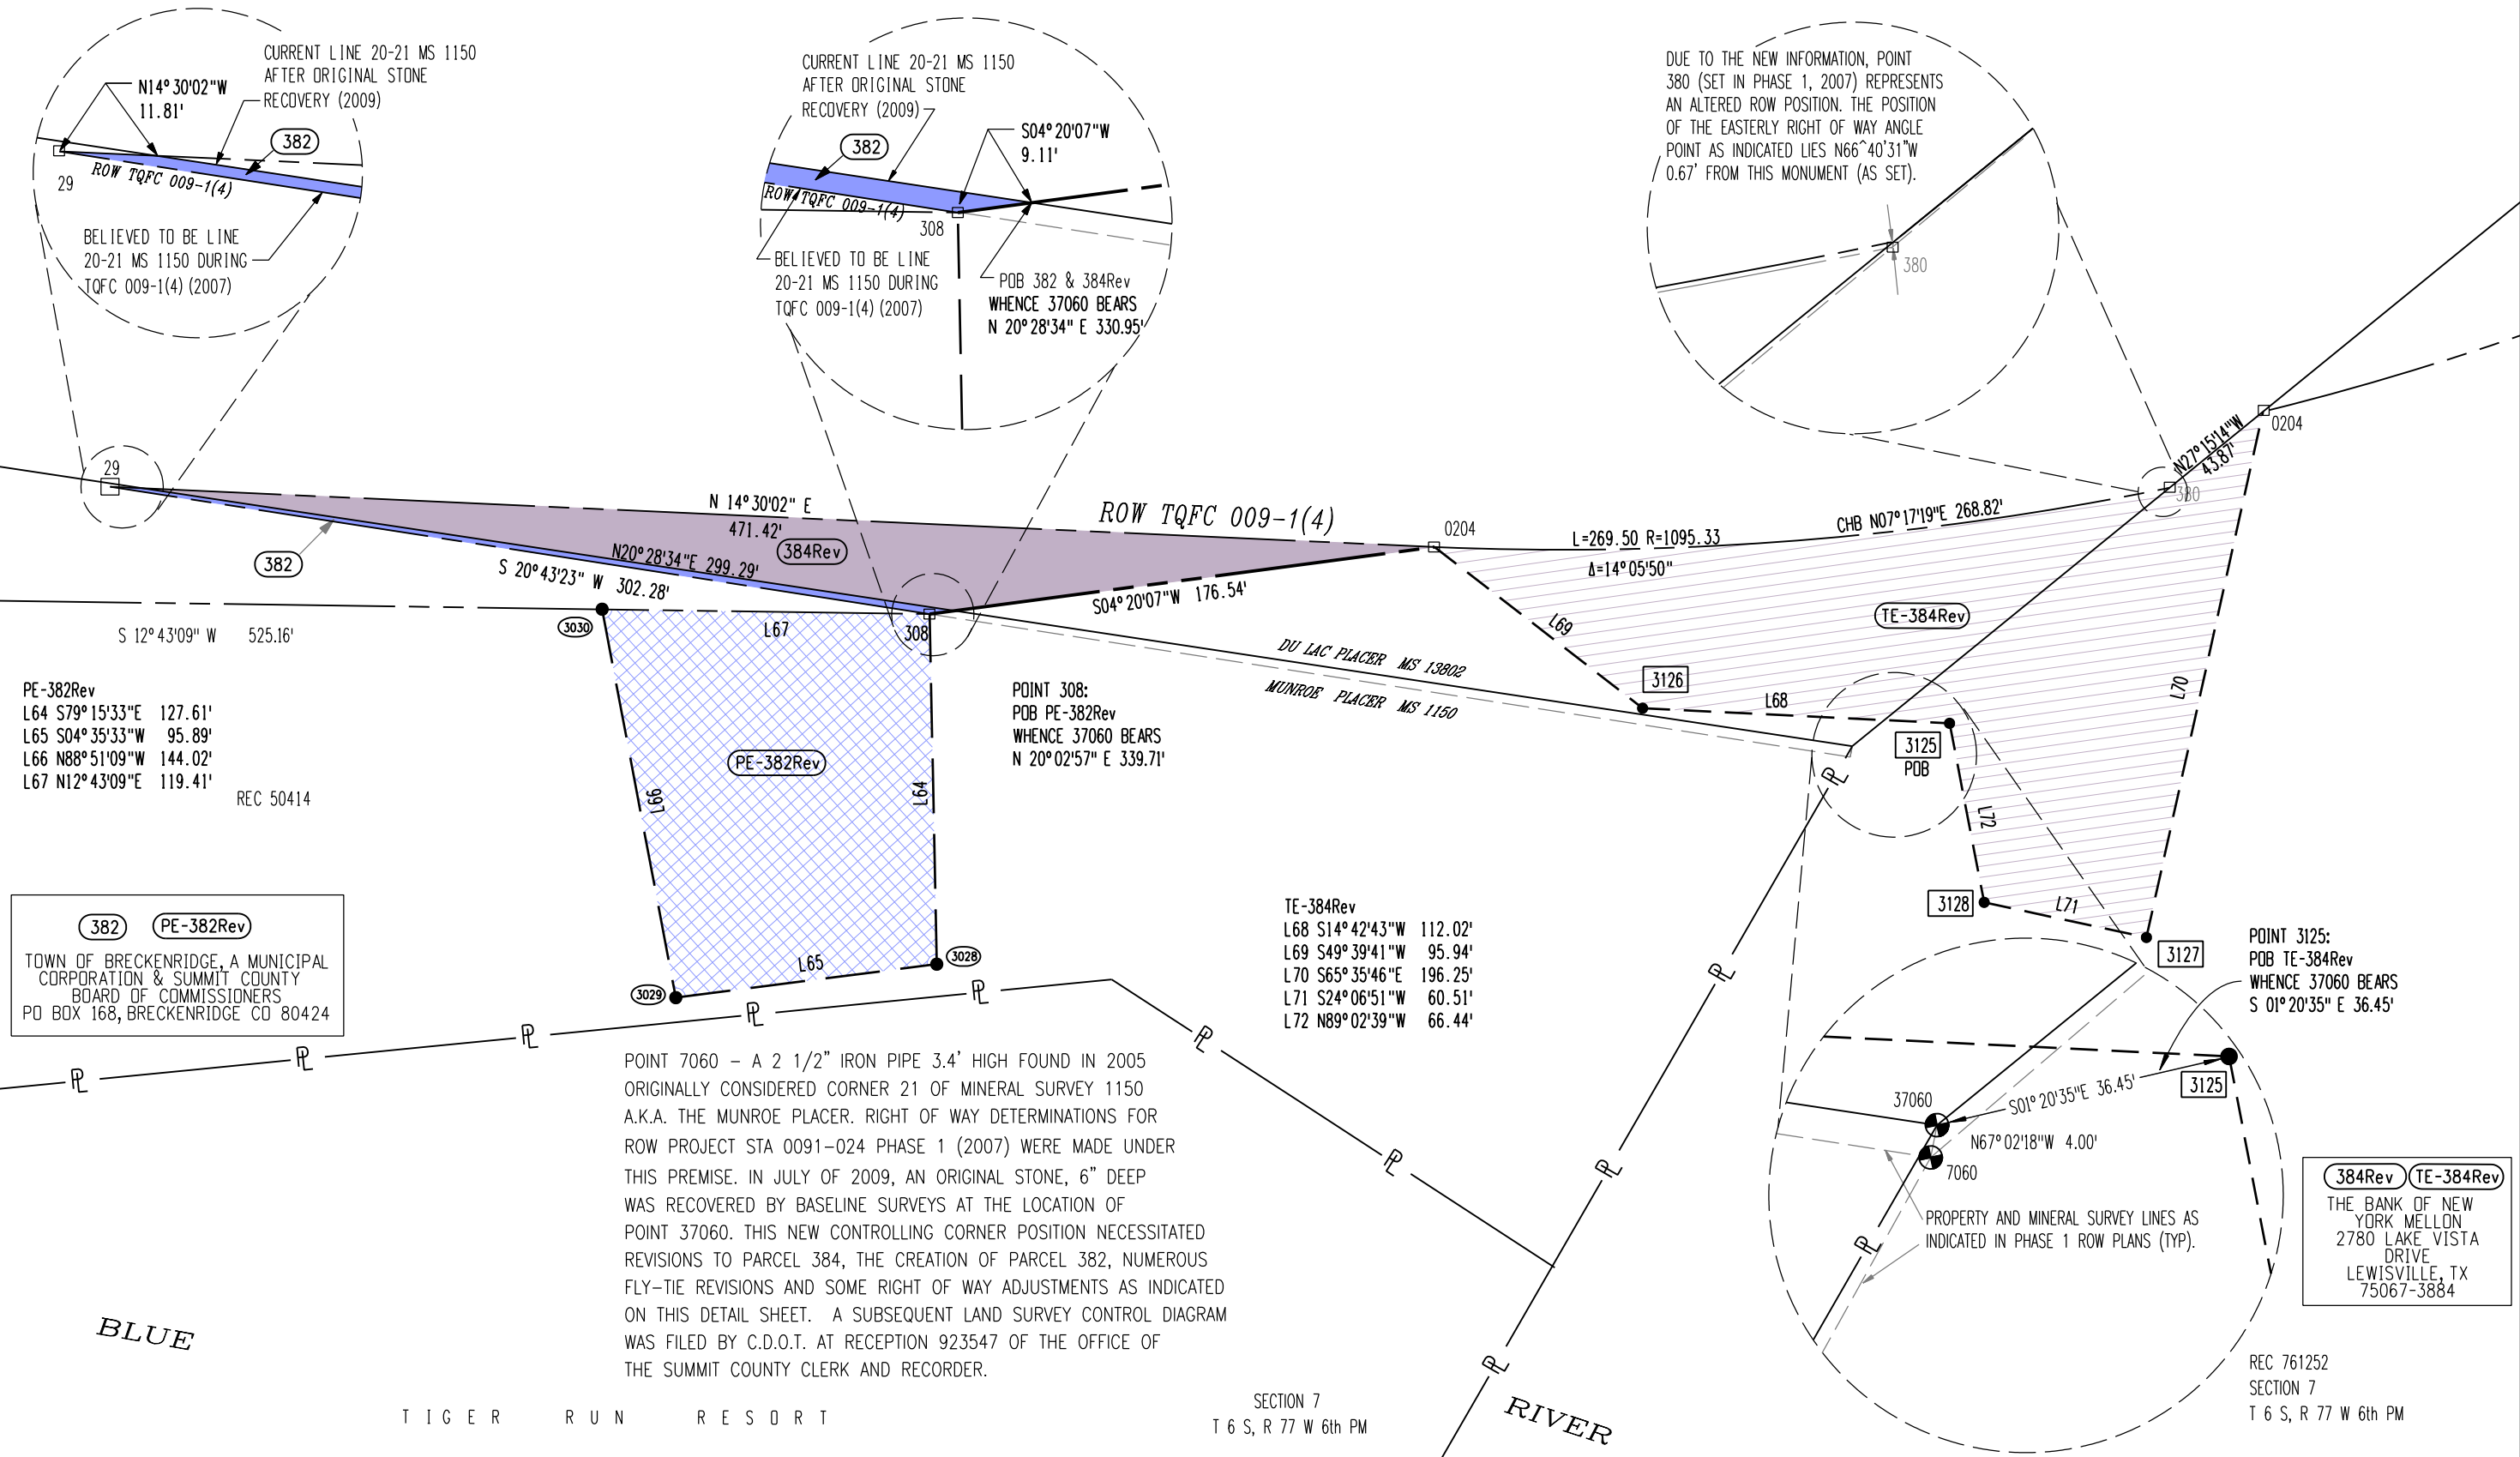 CURRENT LINE 20-21 MS 1150
AFTER ORIGINAL STONE
RECOVERY (2009)
N14°30'02"W
11.81'
382
ROW TQFC 009-1(4)
29
BELIEVED TO BE LINE
20-21 MS 1150 DURING
TQFC 009-1(4) (2007)
CURRENT LINE 20-21 MS 1150
AFTER ORIGINAL STONE
RECOVERY (2009)
S04°20'07"W
9.11'
382
ROW TQFC 009-1(4)
308
BELIEVED TO BE LINE
20-21 MS 1150 DURING
TQFC 009-1(4) (2007)
POB 382 & 384Rev
WHENCE 37060 BEARS
N 20°28'34" E 330.95'
DUE TO THE NEW INFORMATION, POINT
380 (SET IN PHASE 1, 2007) REPRESENTS
AN ALTERED ROW POSITION. THE POSITION
OF THE EASTERLY RIGHT OF WAY ANGLE
POINT AS INDICATED LIES N66^40'31"W
0.67' FROM THIS MONUMENT (AS SET).
380
29
N 14°30'02" E
471.42'
384Rev
N20°28'34"E 299.29'
S 20°43'23" W 302.28'
382
ROW TQFC 009-1(4)
0204
L=269.50 R=1095.33
Δ=14°05'50"
CHB N07°17'19"E 268.82'
N27°15'14"W
43.87'
0204
380
S04°20'07"W 176.54'
TE-384Rev
L69
L70
3030
L67
308
S 12°43'09" W 525.16'
DU LAC PLACER MS 13802
MUNROE PLACER MS 1150
3126
L68
3125
POB
PE-382Rev
L64 S79°15'33"E 127.61'
L65 S04°35'33"W 95.89'
L66 N88°51'09"W 144.02'
L67 N12°43'09"E 119.41'
REC 50414
PE-382Rev
L66
L64
POINT 308:
POB PE-382Rev
WHENCE 37060 BEARS
N 20°02'57" E 339.71'
L72
3128
L71
3127
382 PE-382Rev
TOWN OF BRECKENRIDGE, A MUNICIPAL
CORPORATION & SUMMIT COUNTY
BOARD OF COMMISSIONERS
PO BOX 168, BRECKENRIDGE CO 80424
L65
3028
3029
TE-384Rev
L68 S14°42'43"W 112.02'
L69 S49°39'41"W 95.94'
L70 S65°35'46"E 196.25'
L71 S24°06'51"W 60.51'
L72 N89°02'39"W 66.44'
POINT 3125:
POB TE-384Rev
WHENCE 37060 BEARS
S 01°20'35" E 36.45'
PL
PL
PL
PL
PL
PL
PL
PL
PL
PL
PL
POINT 7060 – A 2 1/2" IRON PIPE 3.4' HIGH FOUND IN 2005
ORIGINALLY CONSIDERED CORNER 21 OF MINERAL SURVEY 1150
A.K.A. THE MUNROE PLACER. RIGHT OF WAY DETERMINATIONS FOR
ROW PROJECT STA 0091-024 PHASE 1 (2007) WERE MADE UNDER
THIS PREMISE. IN JULY OF 2009, AN ORIGINAL STONE, 6" DEEP
WAS RECOVERED BY BASELINE SURVEYS AT THE LOCATION OF
POINT 37060. THIS NEW CONTROLLING CORNER POSITION NECESSITATED
REVISIONS TO PARCEL 384, THE CREATION OF PARCEL 382, NUMEROUS
FLY-TIE REVISIONS AND SOME RIGHT OF WAY ADJUSTMENTS AS INDICATED
ON THIS DETAIL SHEET. A SUBSEQUENT LAND SURVEY CONTROL DIAGRAM
WAS FILED BY C.D.O.T. AT RECEPTION 923547 OF THE OFFICE OF
THE SUMMIT COUNTY CLERK AND RECORDER.
3125
S01°20'35"E 36.45'
37060
N67°02'18"W 4.00'
7060
PROPERTY AND MINERAL SURVEY LINES AS
INDICATED IN PHASE 1 ROW PLANS (TYP).
PL
384Rev TE-384Rev
THE BANK OF NEW
YORK MELLON
2780 LAKE VISTA
DRIVE
LEWISVILLE, TX
75067-3884
BLUE
TIGER RUN RESORT
SECTION 7
T 6 S, R 77 W 6th PM
RIVER
REC 761252
SECTION 7
T 6 S, R 77 W 6th PM